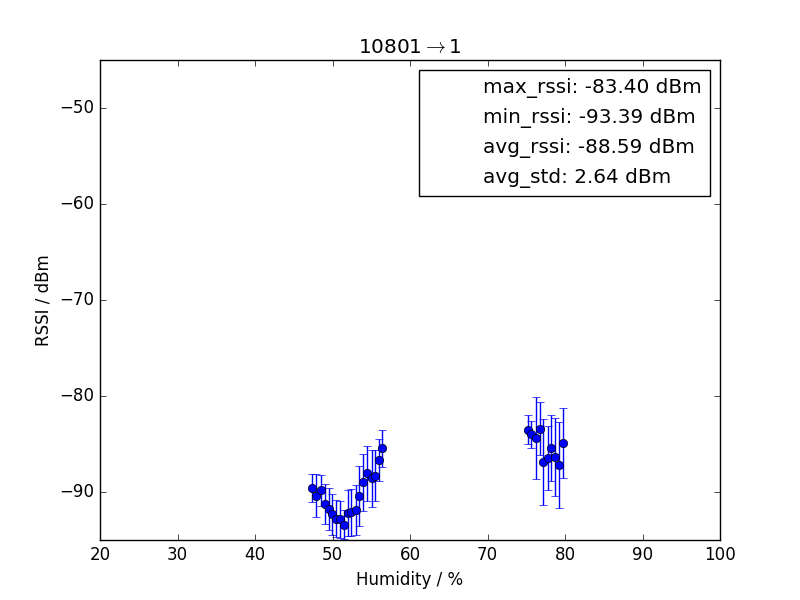 10801→1
max_rssi: -83.40 dBm
min_rssi: -93.39 dBm
avg_rssi: -88.59 dBm
avg_std: 2.64 dBm
−50
−60
−70
−80
−90
RSSI / dBm
20 30 40 50 60 70 80 90 100
Humidity / %